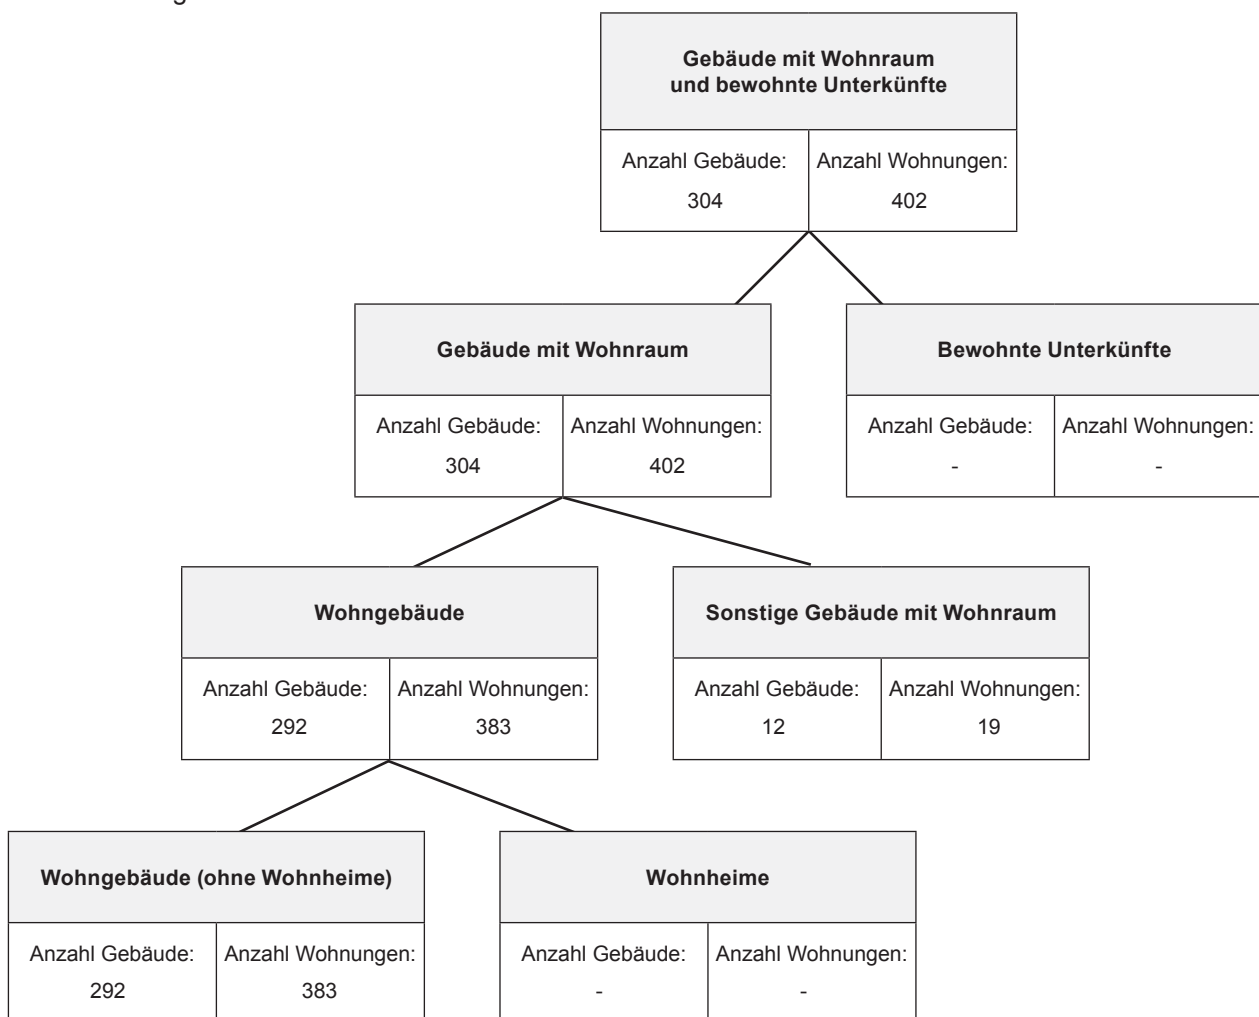 Gebäude mit Wohnraum
und bewohnte Unterkünfte
Anzahl Gebäude: Anzahl Wohnungen:
304 402
Gebäude mit Wohnraum
Anzahl Gebäude: Anzahl Wohnungen:
304 402
Bewohnte Unterkünfte
Anzahl Gebäude: Anzahl Wohnungen:
- -
Wohngebäude
Anzahl Gebäude: Anzahl Wohnungen:
292 383
Sonstige Gebäude mit Wohnraum
Anzahl Gebäude: Anzahl Wohnungen:
12 19
Wohngebäude (ohne Wohnheime)
Anzahl Gebäude: Anzahl Wohnungen:
292 383
Wohnheime
Anzahl Gebäude: Anzahl Wohnungen:
- -